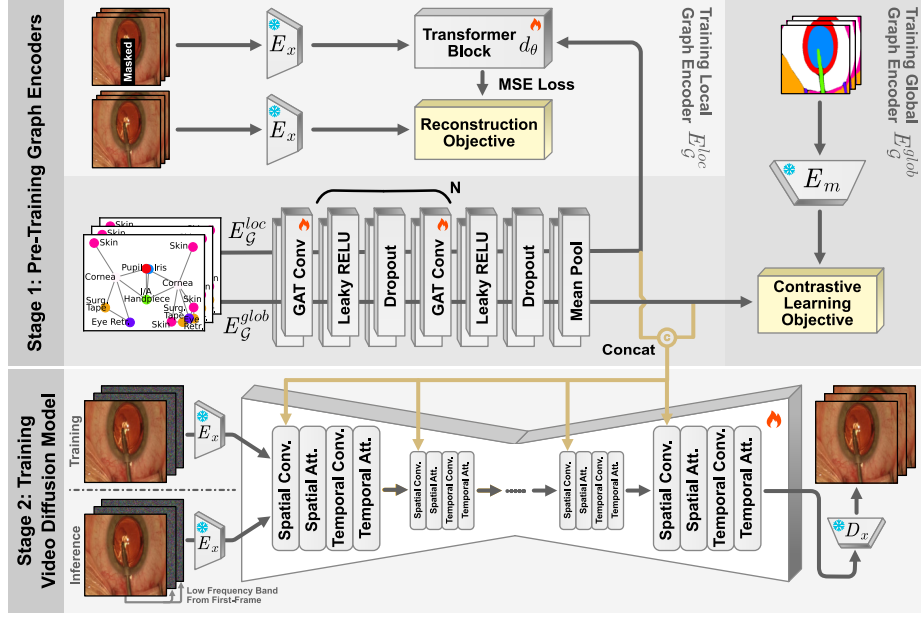 Stage 1: Pre-Training Graph Encoders
Masked
E_x
Transformer
Block
d_θ
MSE Loss
E_x
Reconstruction
Objective
Training Local
Graph Encoder E_G^{loc}
Training Global
Graph Encoder E_G^{glob}
E_m
Contrastive
Learning
Objective
Skin
Skin
Skin
Skin
Cornea
Pupil
Iris
Cornea
I/A
Handpiece
Surg.
Tape
Eye Retr.
Skin
Surg.
Tape
Skin
Eye
Retr.
E_G^{loc}
E_G^{glob}
N
GAT Conv
Leaky RELU
Dropout
GAT Conv
Leaky RELU
Dropout
Mean Pool
Concat
C
Stage 2: Training
Video Diffusion Model
Training
E_x
Inference
E_x
Low Frequency Band
From First-Frame
Spatial Conv.
Spatial Att.
Temporal Conv.
Temporal Att.
Spatial Conv.
Spatial Att.
Temporal Conv.
Temporal Att.
Spatial Conv.
Spatial Att.
Temporal Conv.
Temporal Att.
Spatial Conv.
Spatial Att.
Temporal Conv.
Temporal Att.
D_x